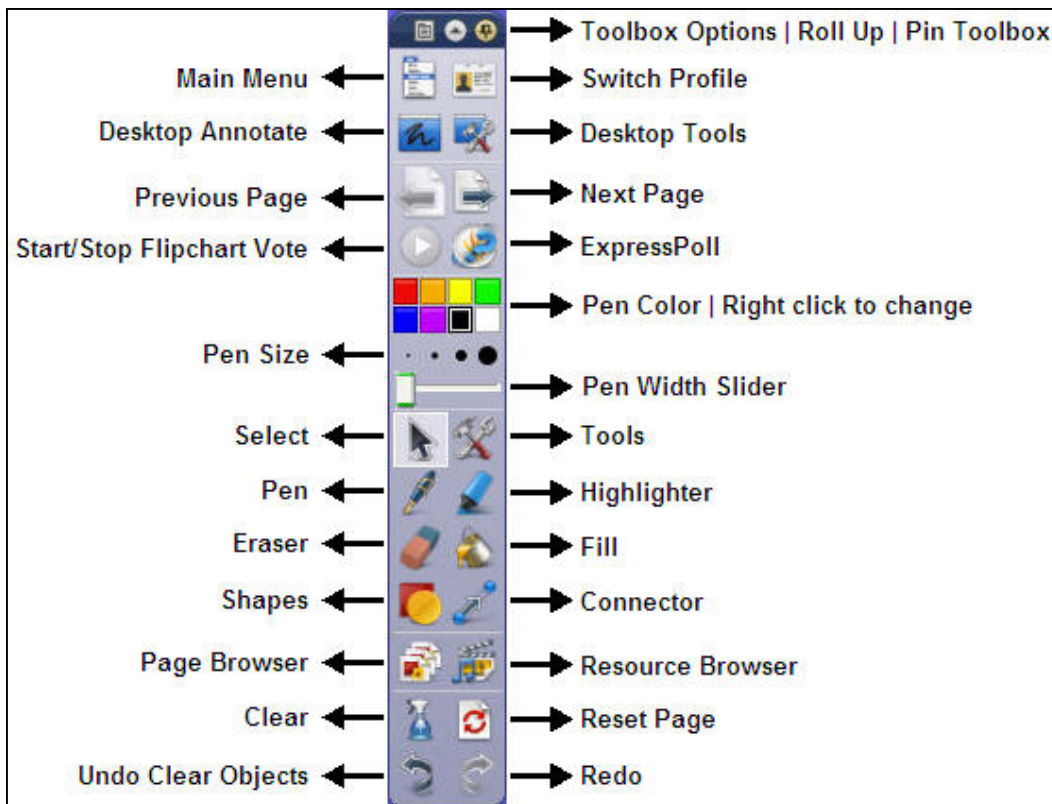 Toolbox Options | Roll Up | Pin Toolbox
Main Menu
Switch Profile
Desktop Annotate
Desktop Tools
Previous Page
Next Page
Start/Stop Flipchart Vote
ExpressPoll
Pen Color | Right click to change
Pen Size
Pen Width Slider
Select
Tools
Pen
Highlighter
Eraser
Fill
Shapes
Connector
Page Browser
Resource Browser
Clear
Reset Page
Undo Clear Objects
Redo